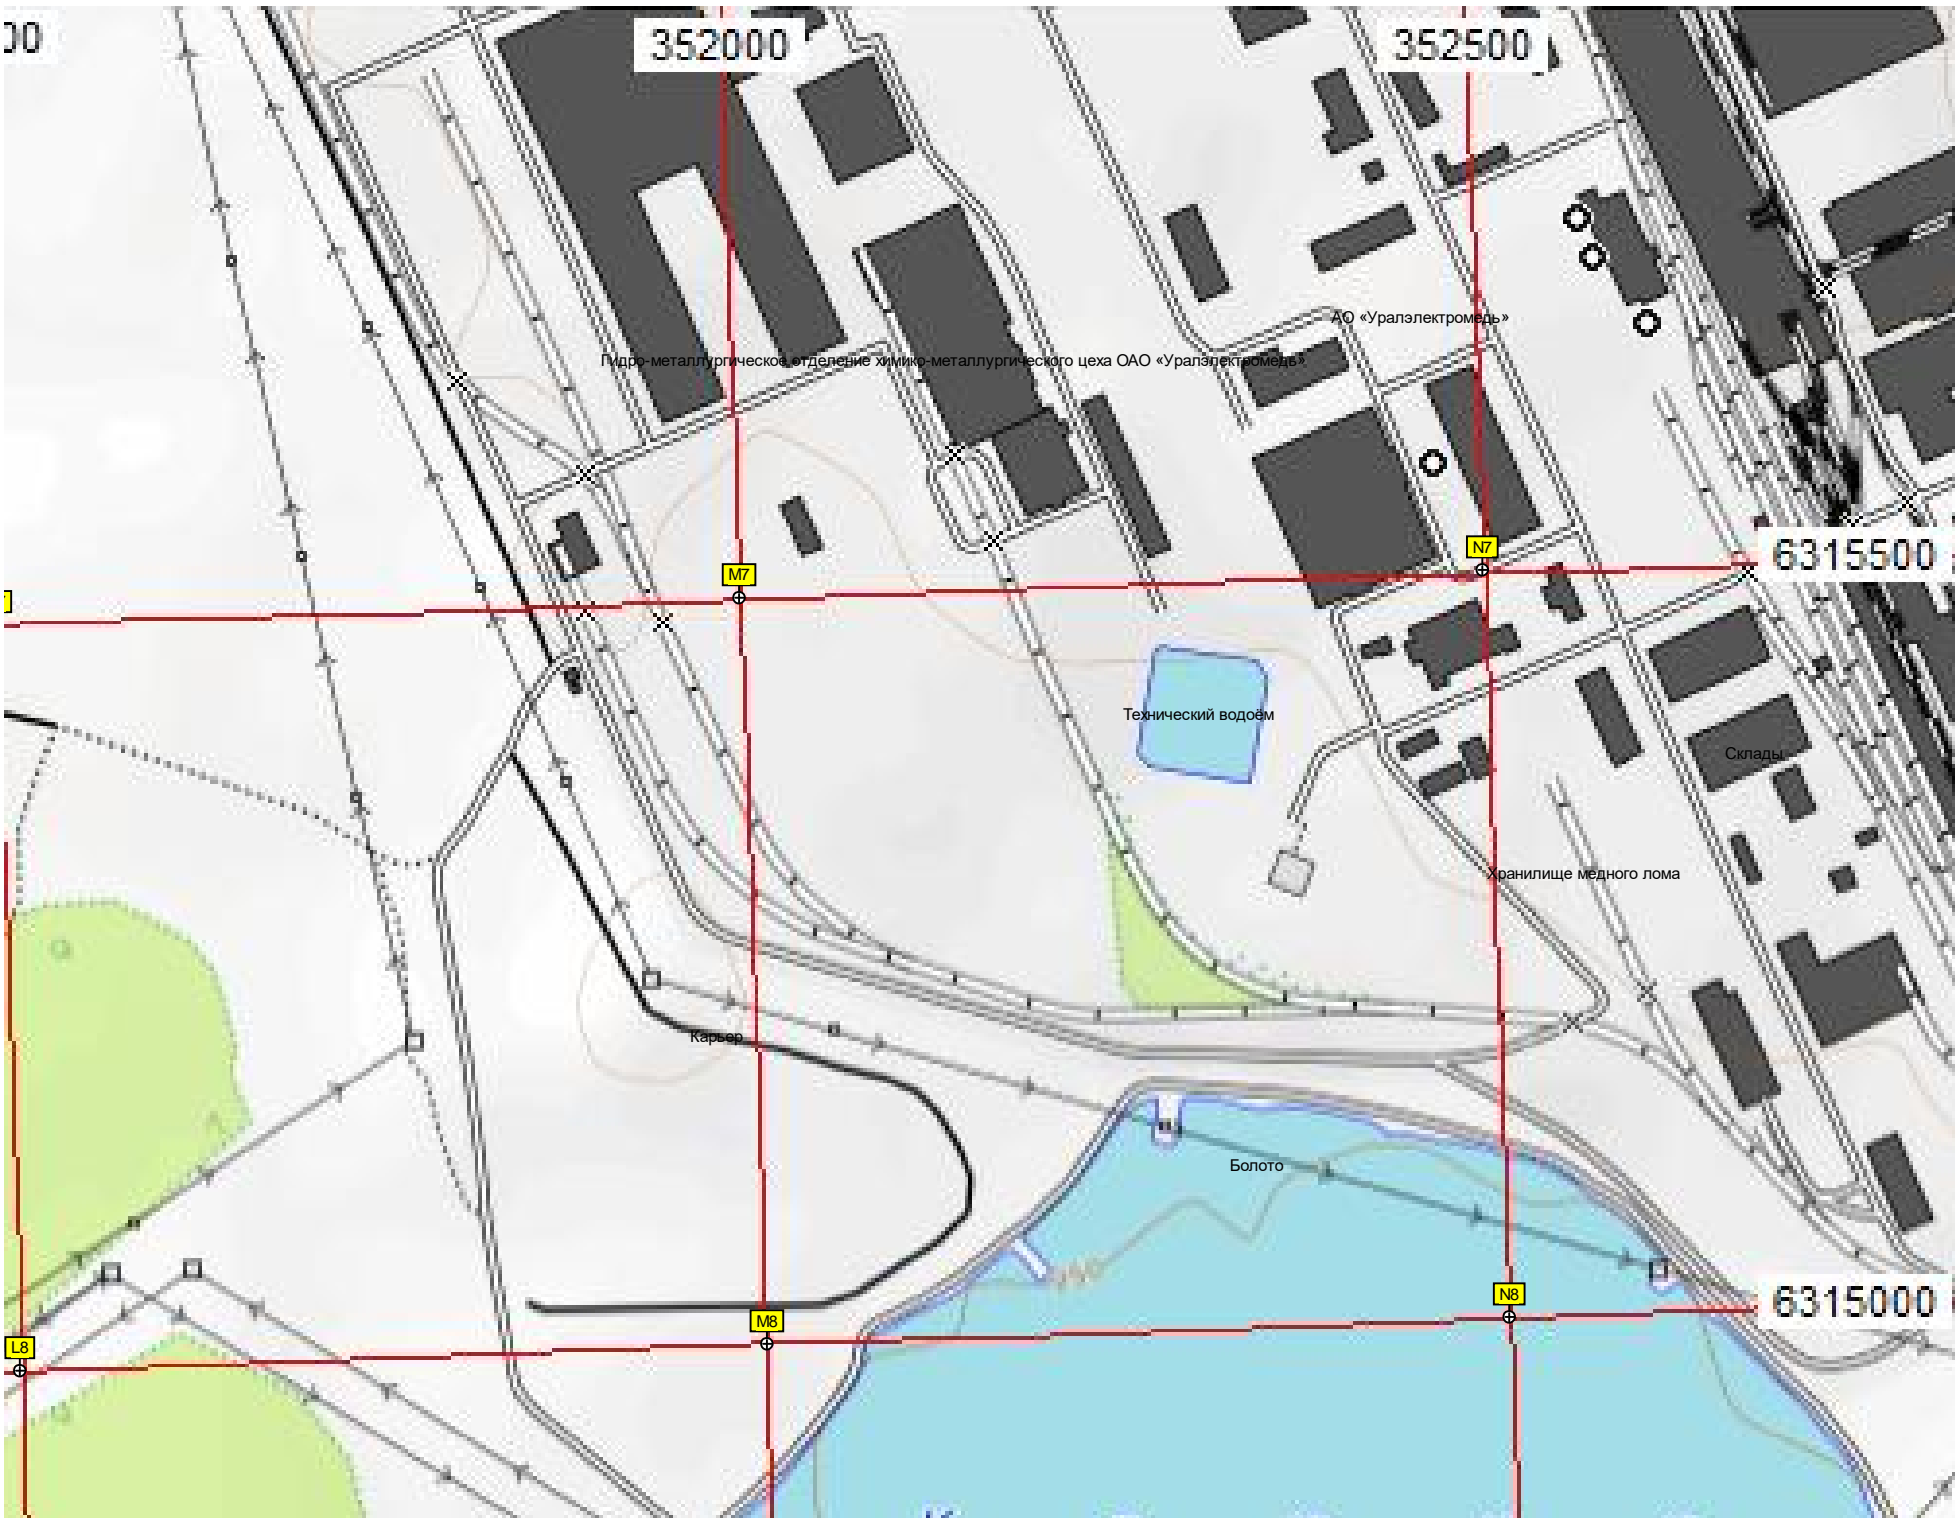 00
352000
352500
АО «Уралэлектромедь»
Гидро-металлургическое отделение химико-металлургического цеха ОАО «Уралэлектромедь»
N7
6315500
M7
Технический водоём
Склады
Хранилище медного лома
Карьер
Болото
N8
6315000
M8
L8